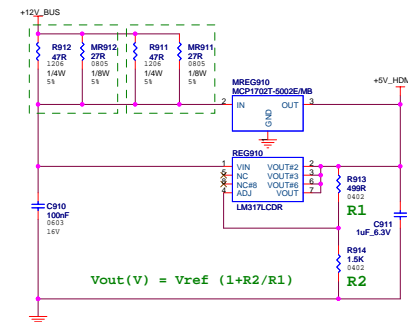 +12V_BUS
R912
47R
1206
1/4W
5%
MR912
27R
0805
1/8W
5%
R911
47R
1206
1/4W
5%
MR911
27R
0805
1/8W
5%
MREG910
MCP1702T-5002E/MB
2 IN OUT 3
GND
+5V_HDM
REG910
1 VIN VOUT#2 2
5 NC VOUT#3 3
8 NC#8 VOUT#6 6
4 ADJ VOUT 7
LM317LCDR
R913
499R
0402
R1
C910
100nF
0603
16V
C911
1uF_6.3V
R914
1.5K
0402
R2
Vout(V) = Vref (1+R2/R1)